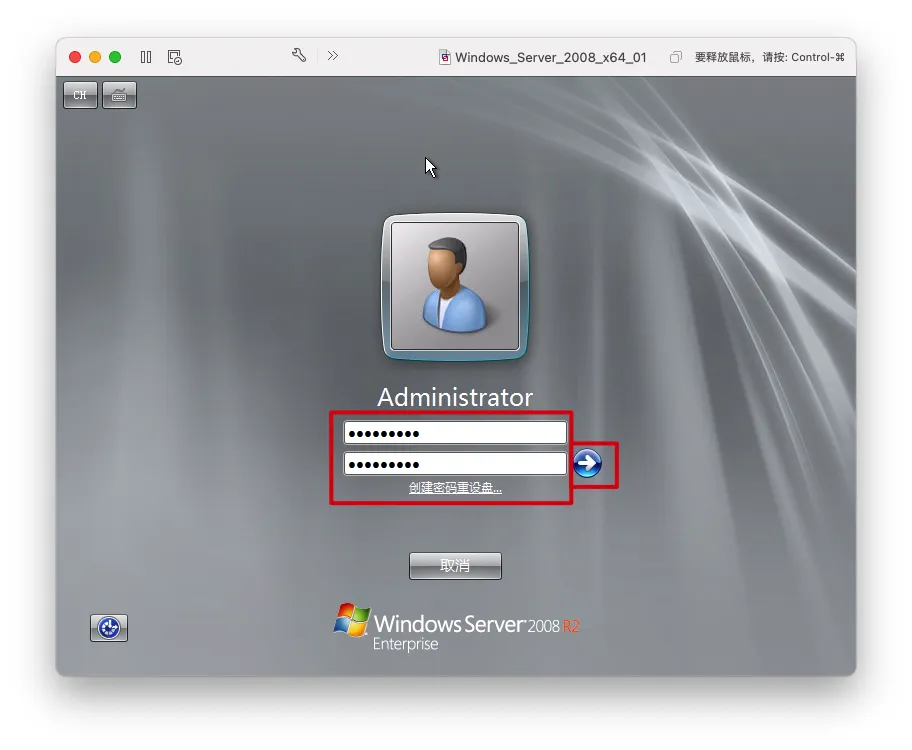 Windows_Server_2008_x64_01
要释放鼠标，请按: Control-⌘
CH
Administrator
•••••••••
•••••••••
创建密码重设盘...
取消
Windows Server 2008 R2
Enterprise